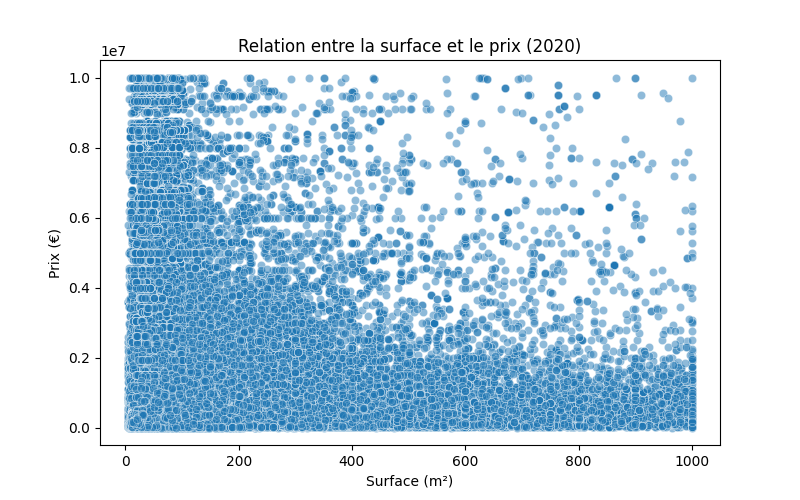 Relation entre la surface et le prix (2020)
1e7
1.0
0.8
0.6
0.4
0.2
0.0
Prix (€)
0 200 400 600 800 1000
Surface (m²)